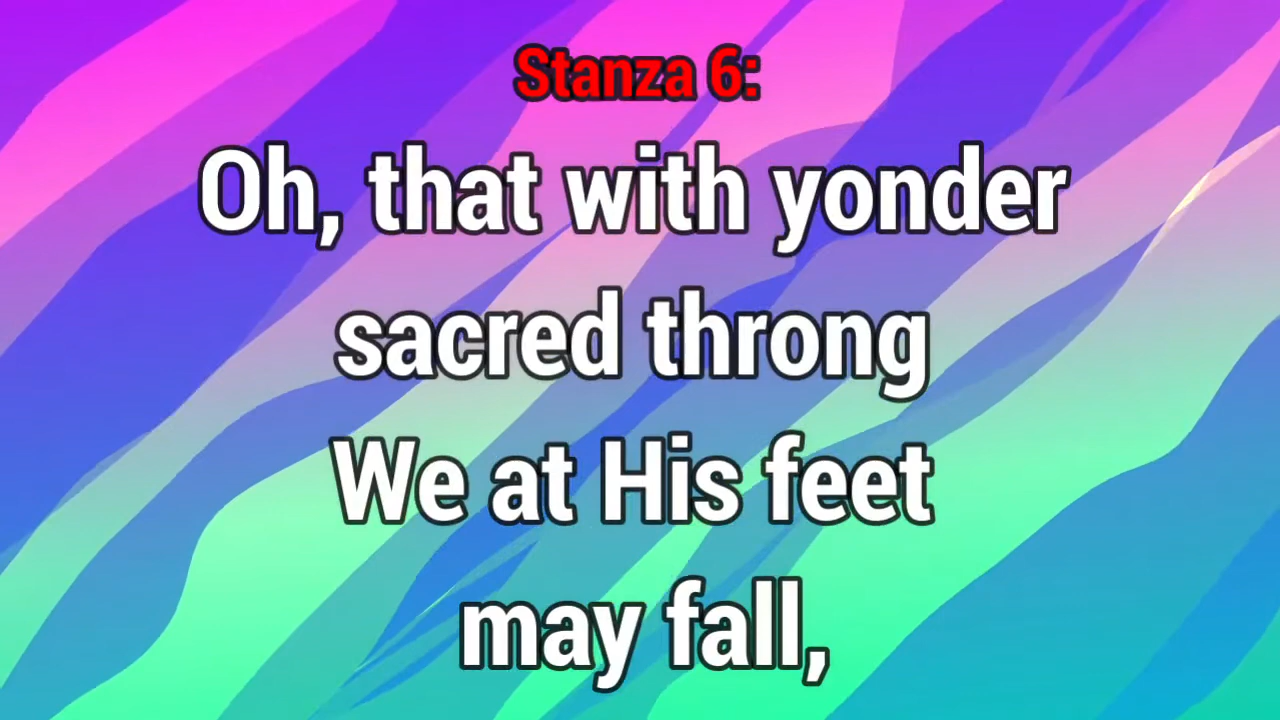 Stanza 6:
Oh, that with yonder
sacred throng
We at His feet
may fall,